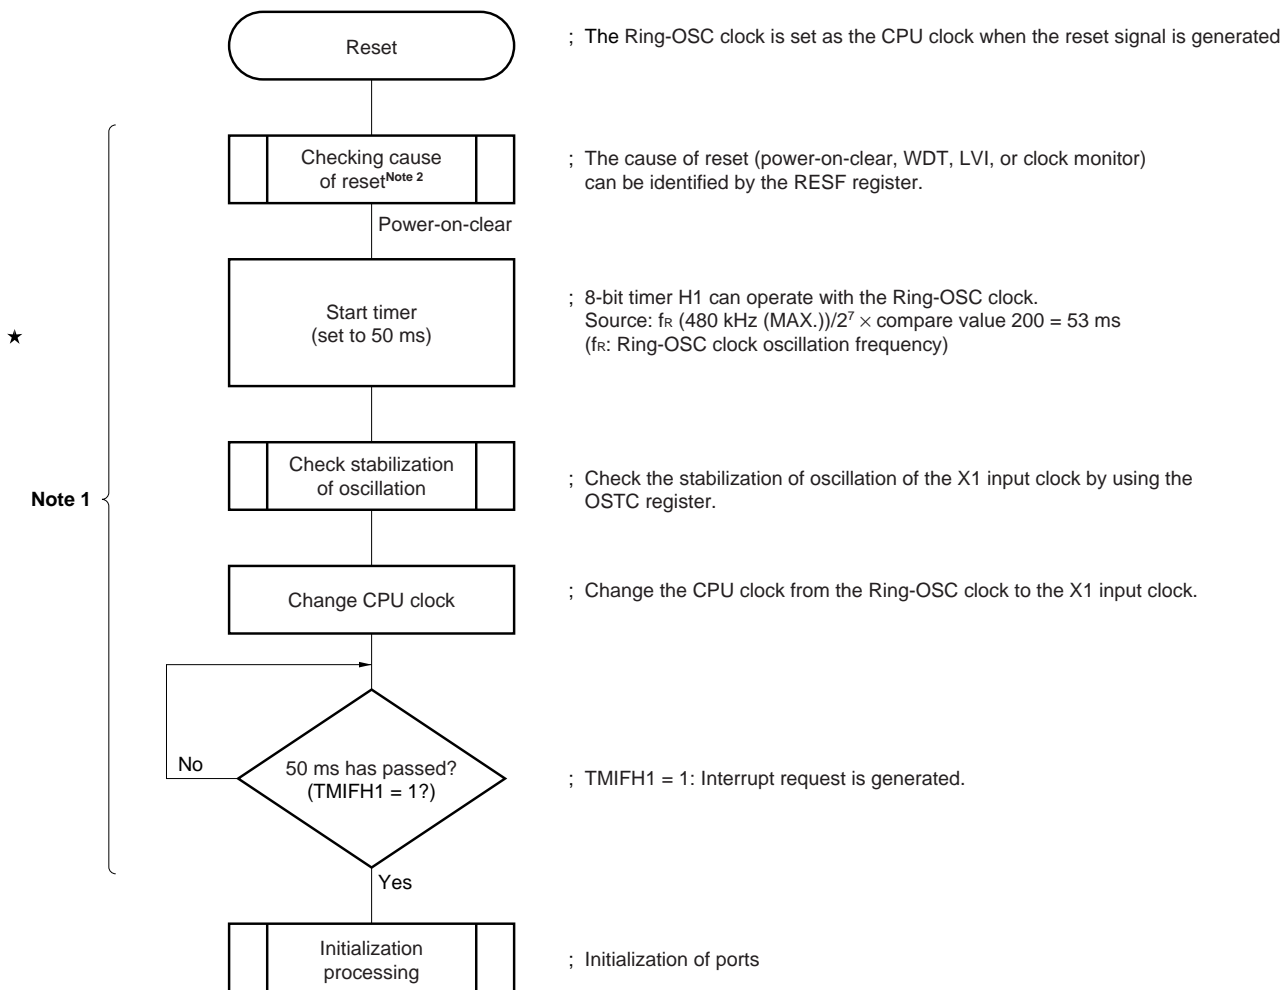 Reset
; The Ring-OSC clock is set as the CPU clock when the reset signal is generated
Checking cause
of reset Note 2
; The cause of reset (power-on-clear, WDT, LVI, or clock monitor)
can be identified by the RESF register.
Power-on-clear
Start timer
(set to 50 ms)
; 8-bit timer H1 can operate with the Ring-OSC clock.
Source: fR (480 kHz (MAX.))/2⁷ × compare value 200 = 53 ms
(fR: Ring-OSC clock oscillation frequency)
★
Check stabilization
of oscillation
; Check the stabilization of oscillation of the X1 input clock by using the
OSTC register.
Note 1
Change CPU clock
; Change the CPU clock from the Ring-OSC clock to the X1 input clock.
No
50 ms has passed?
(TMIFH1 = 1?)
; TMIFH1 = 1: Interrupt request is generated.
Yes
Initialization
processing
; Initialization of ports